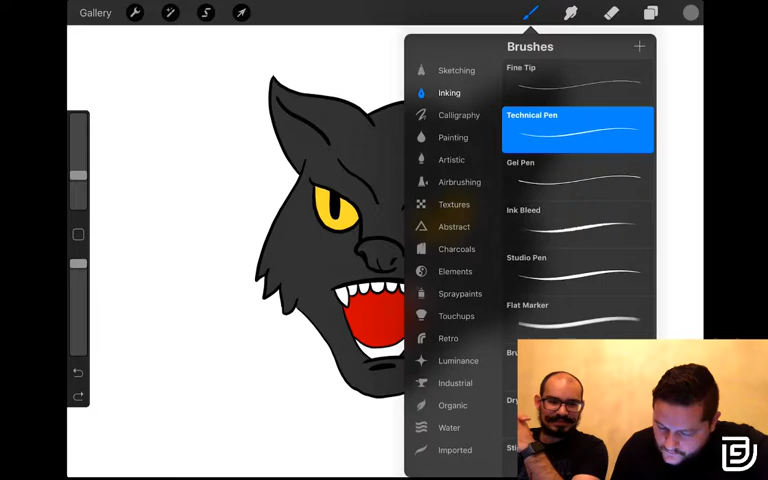 Gallery
Brushes
Sketching
Inking
Calligraphy
Painting
Artistic
Airbrushing
Textures
Abstract
Charcoals
Elements
Spraypaints
Touchups
Retro
Luminance
Industrial
Organic
Water
Imported
Fine Tip
Technical Pen
Gel Pen
Ink Bleed
Studio Pen
Flat Marker